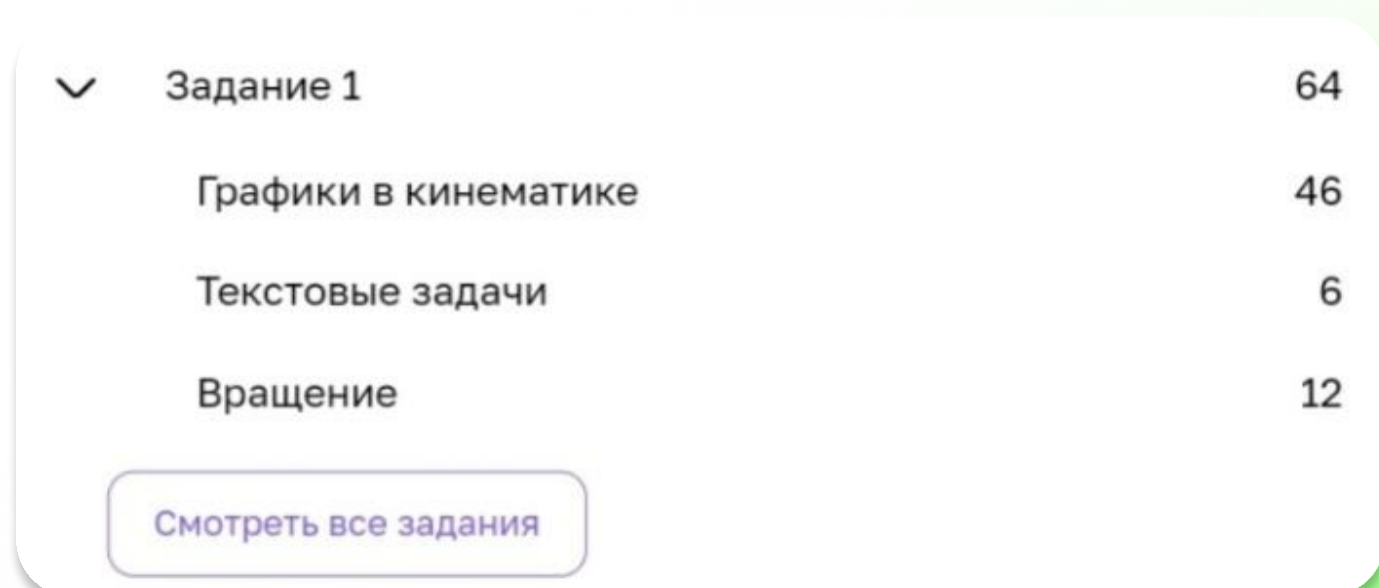 Задание 1 64
Графики в кинематике 46
Текстовые задачи 6
Вращение 12
Смотреть все задания